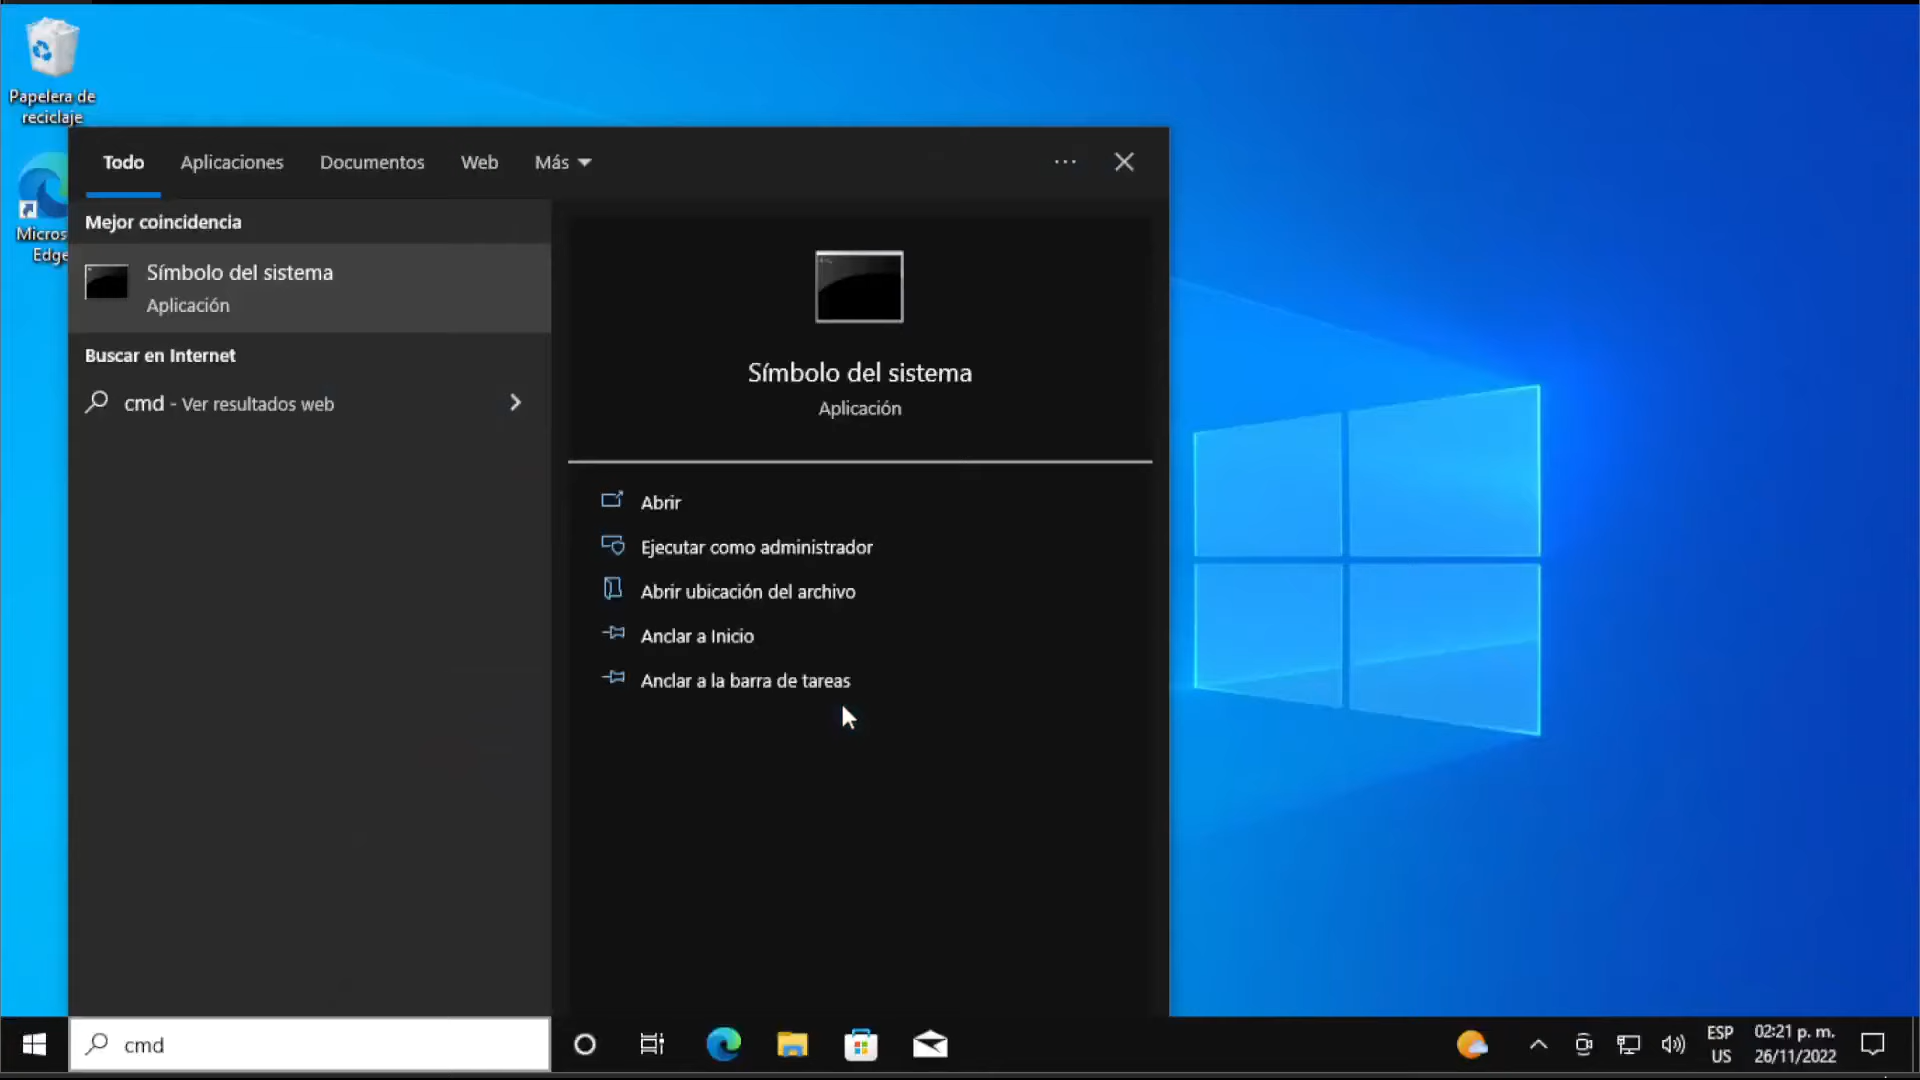 Papelera de
reciclaje
Micros
Edge
Todo
Aplicaciones
Documentos
Web
Más
Mejor coincidencia
Símbolo del sistema
Aplicación
Buscar en Internet
cmd - Ver resultados web
Símbolo del sistema
Aplicación
Abrir
Ejecutar como administrador
Abrir ubicación del archivo
Anclar a Inicio
Anclar a la barra de tareas
cmd
ESP
US
02:21 p. m.
26/11/2022